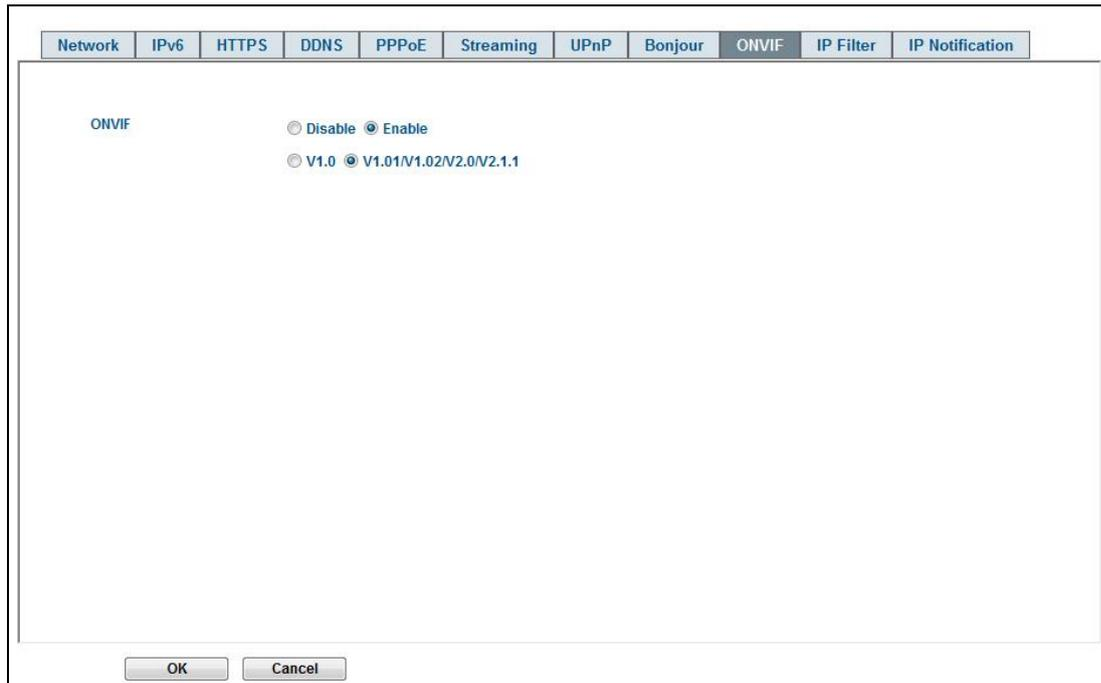 Network IPv6 HTTPS DDNS PPPoE Streaming UPnP Bonjour ONVIF IP Filter IP Notification
ONVIF Disable Enable
V1.0 V1.01/V1.02/V2.0/V2.1.1
OK Cancel